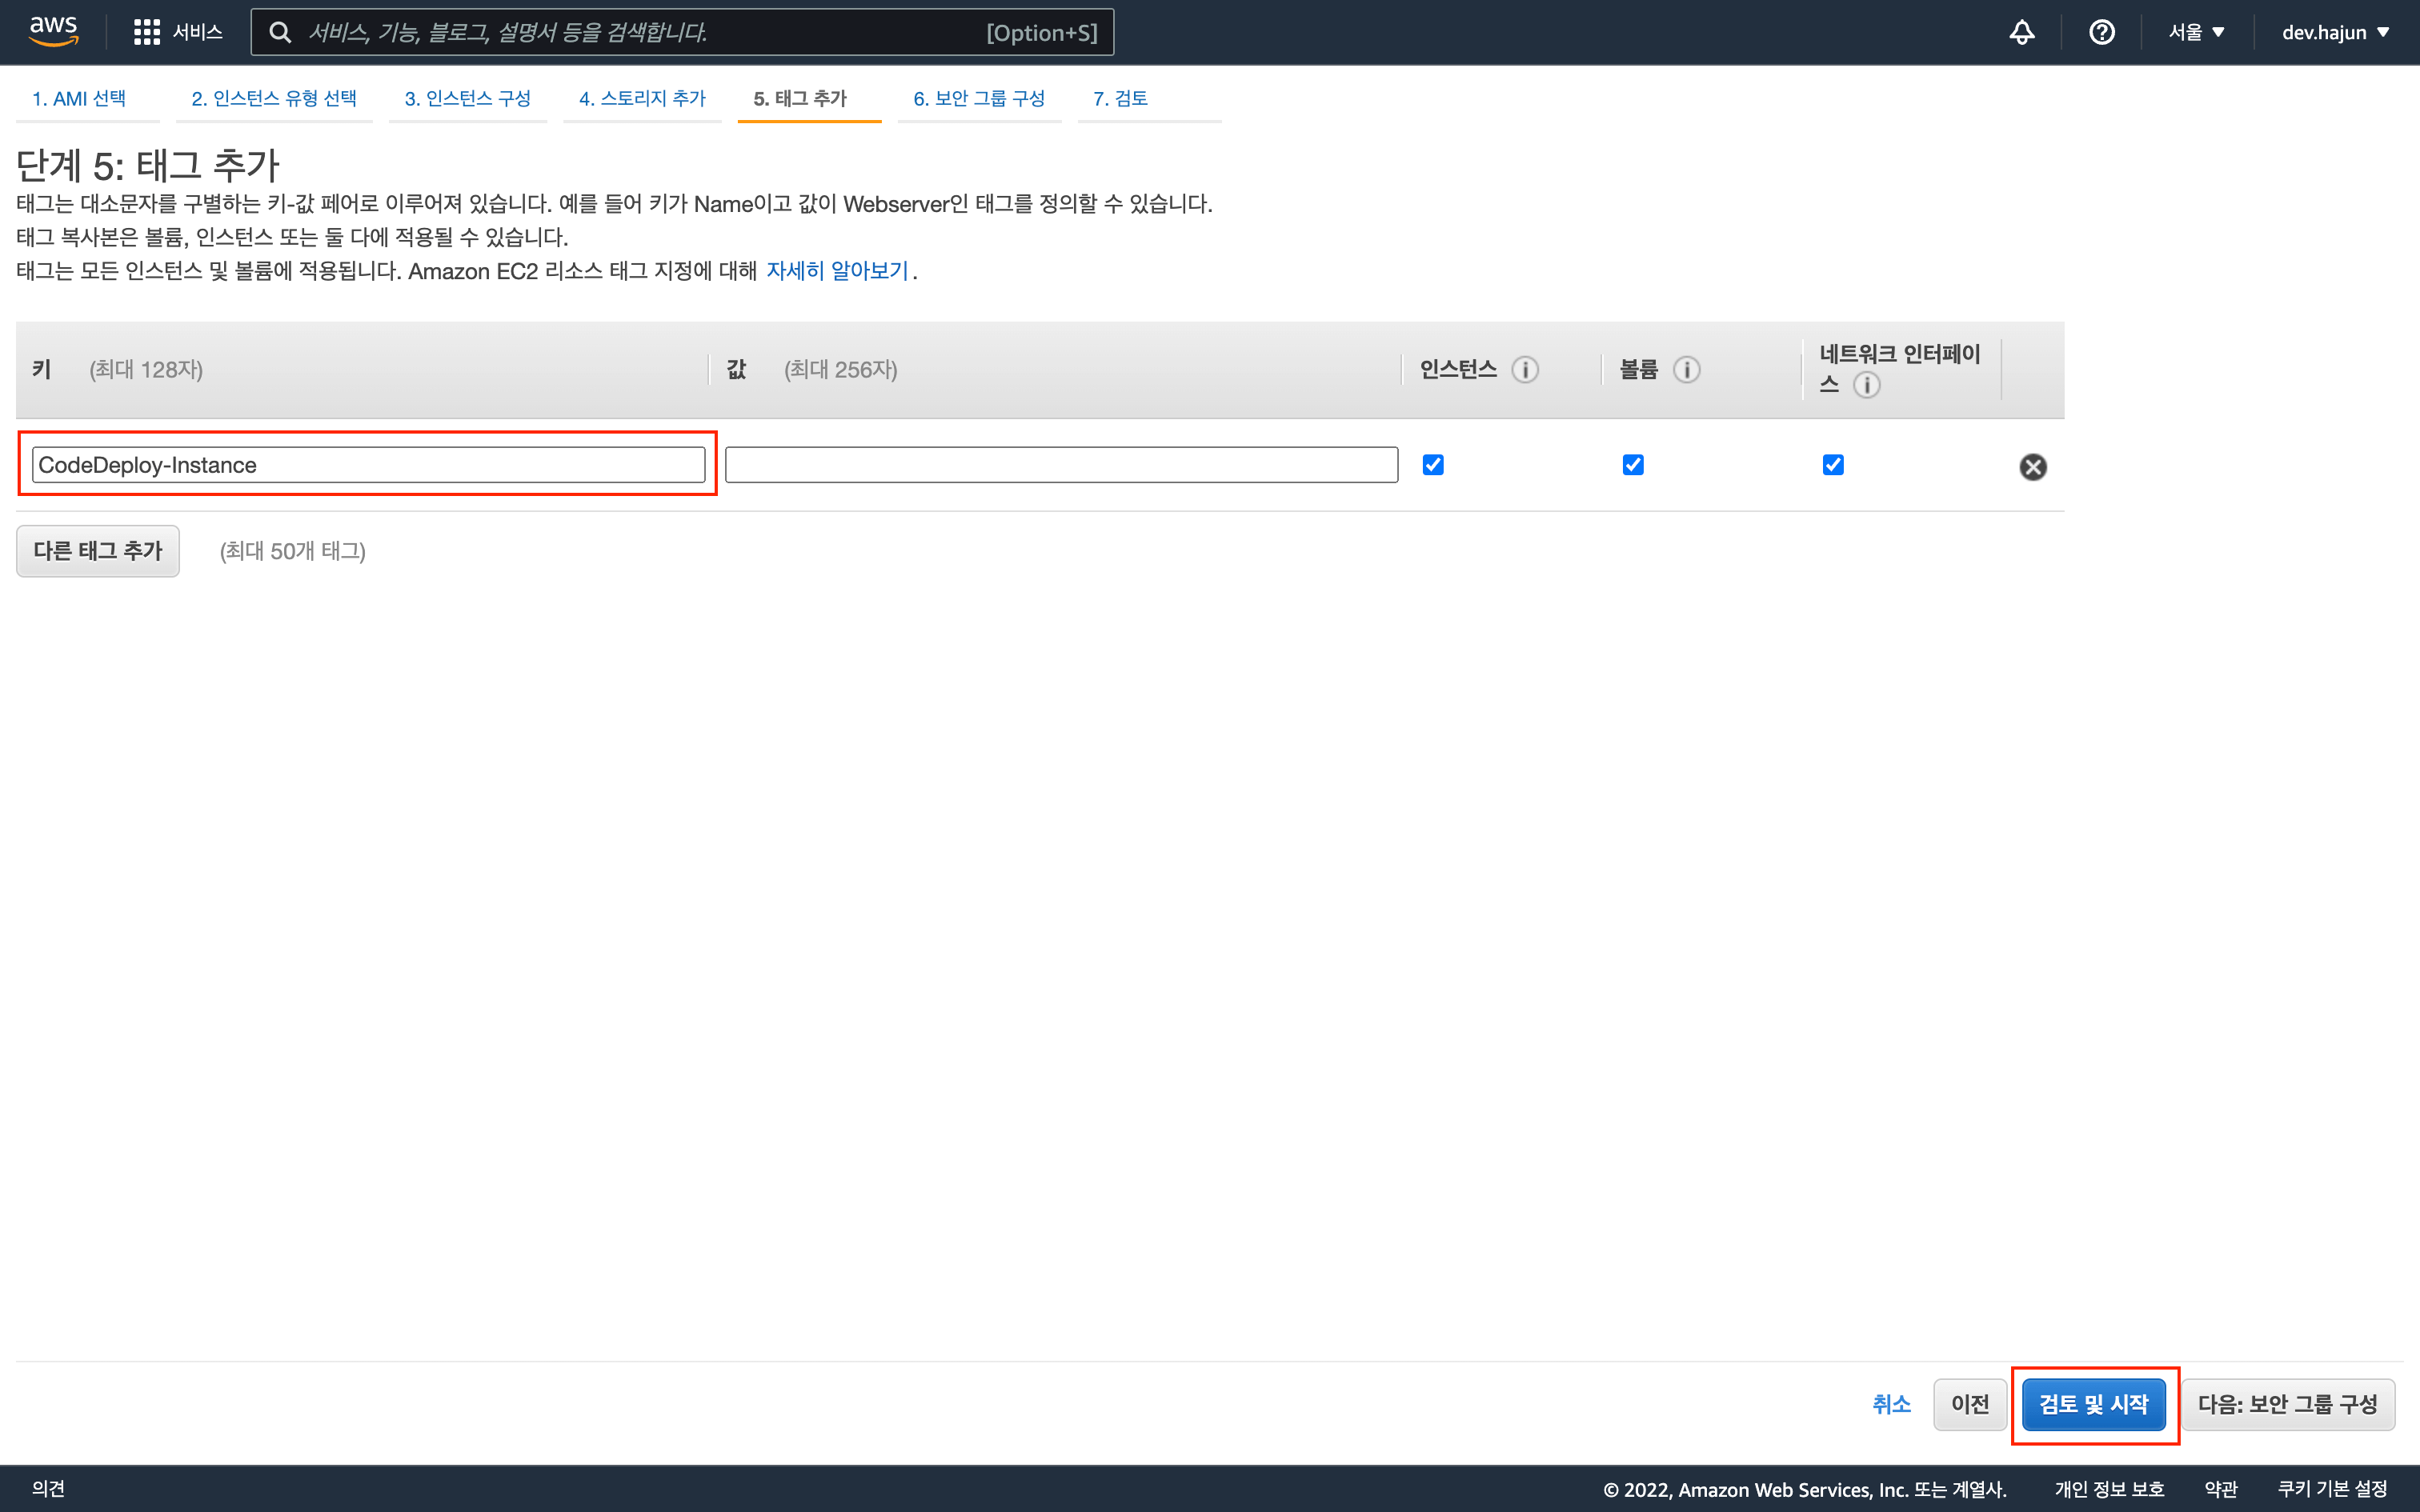 aws
서비스
서비스, 기능, 블로그, 설명서 등을 검색합니다.
[Option+S]
서울 ▼
dev.hajun ▼
1. AMI 선택
2. 인스턴스 유형 선택
3. 인스턴스 구성
4. 스토리지 추가
5. 태그 추가
6. 보안 그룹 구성
7. 검토
단계 5: 태그 추가
태그는 대소문자를 구별하는 키-값 페어로 이루어져 있습니다. 예를 들어 키가 Name이고 값이 Webserver인 태그를 정의할 수 있습니다.
태그 복사본은 볼륨, 인스턴스 또는 둘 다에 적용될 수 있습니다.
태그는 모든 인스턴스 및 볼륨에 적용됩니다. Amazon EC2 리소스 태그 지정에 대해 자세히 알아보기.
키 (최대 128자)
값 (최대 256자)
인스턴스
볼륨
네트워크 인터페이
스
CodeDeploy-Instance
다른 태그 추가
(최대 50개 태그)
취소
이전
검토 및 시작
다음: 보안 그룹 구성
의견
© 2022, Amazon Web Services, Inc. 또는 계열사.
개인 정보 보호
약관
쿠키 기본 설정